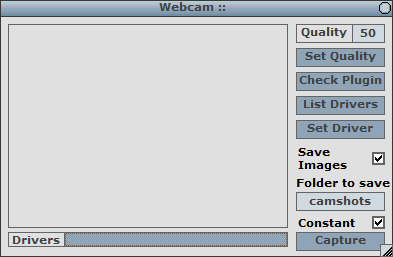 Webcam ::
Quality 50
Set Quality
Check Plugin
List Drivers
Set Driver
Save
Images
Folder to save
camshots
Constant
Drivers
Capture